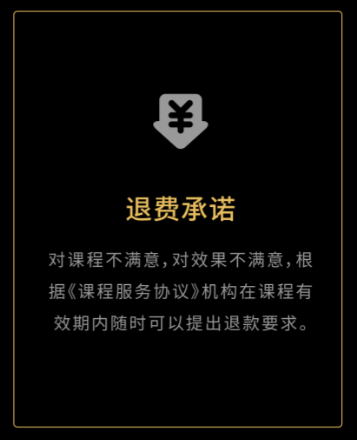 退费承诺
对课程不满意，对效果不满意，根
据《课程服务协议》机构在课程有
效期内随时可以提出退款要求。